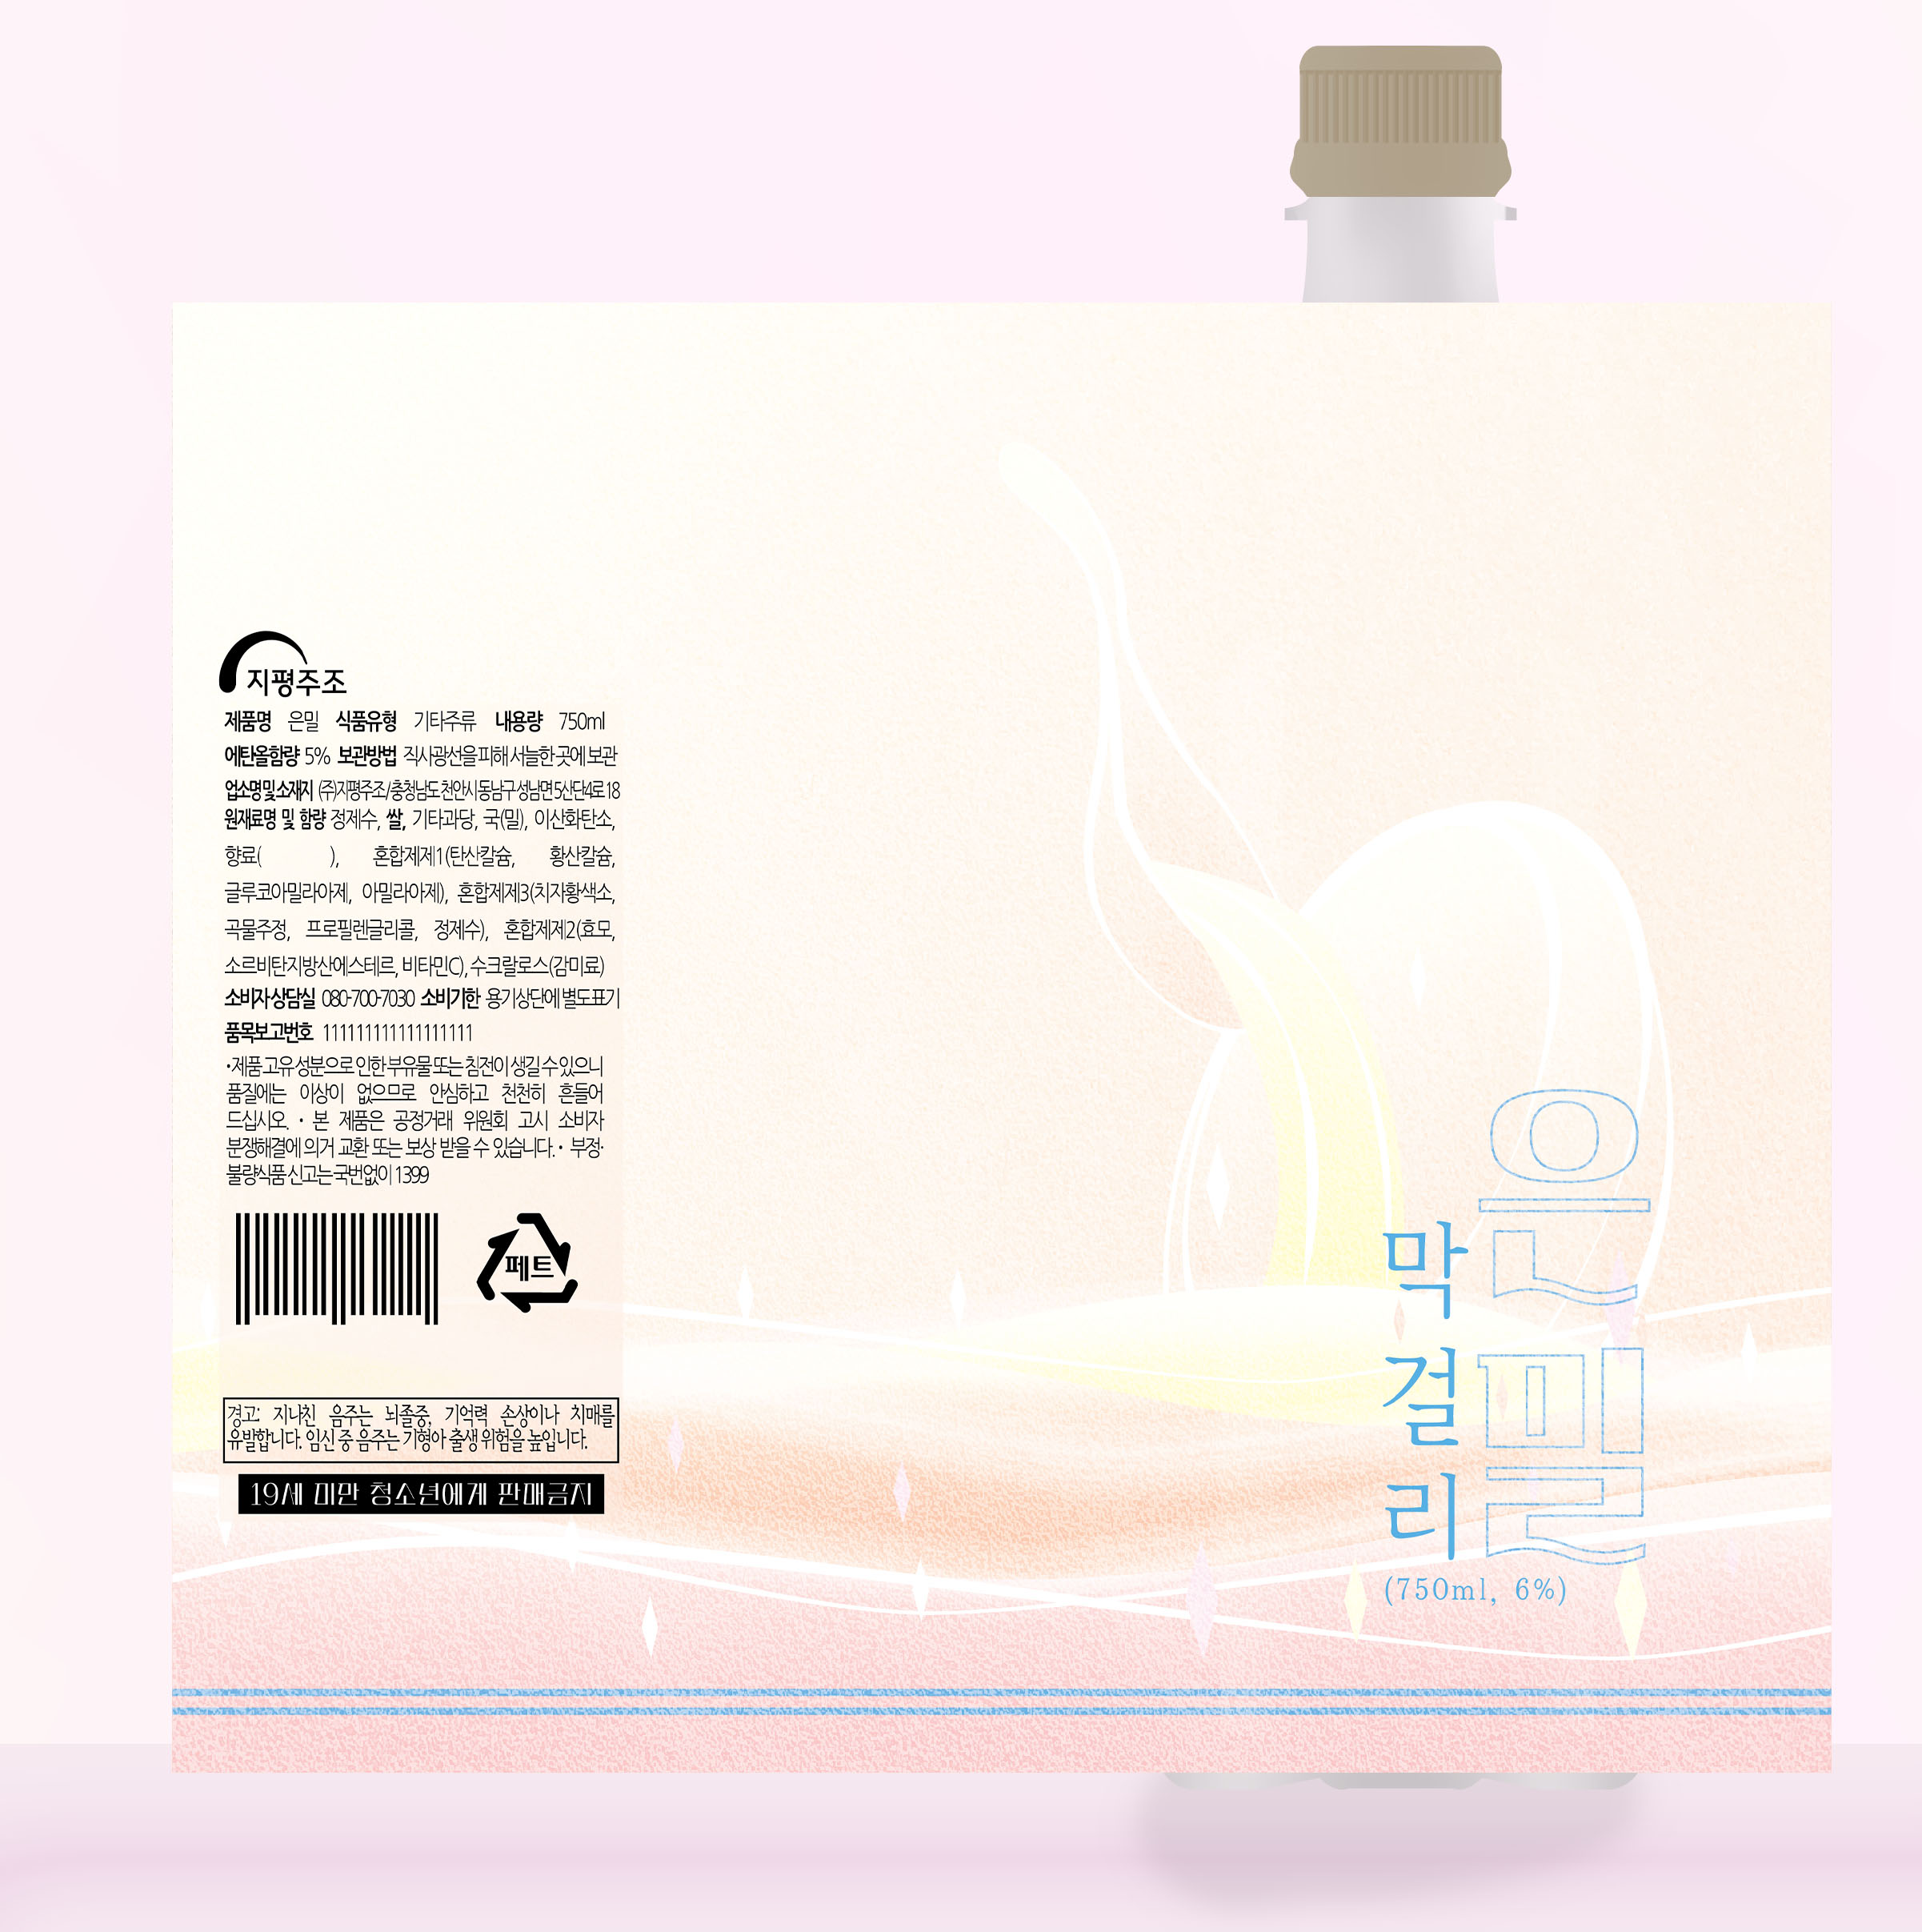 지평주조
제품명 은밀 식품유형 기타주류 내용량 750ml
에탄올함량 5% 보관방법 직사광선을 피해 서늘한 곳에 보관
업소명 및 소재지 (주)지평주조/충청남도 천안시 동남구 성남면 5산단4로 18
원재료명 및 함량 정제수, 쌀, 기타과당, 국(밀), 이산화탄소,
향료( ), 혼합제제1(탄산칼슘, 황산칼슘,
글루코아밀라아제, 아밀라아제), 혼합제제3(치자황색소,
곡물주정, 프로필렌글리콜, 정제수), 혼합제제2(효모,
소르비탄지방산에스테르, 비타민C), 수크랄로스(감미료)
소비자 상담실 080-700-7030 소비기한 용기 상단에 별도 표기
품목보고번호 111111111111111111
·제품 고유 성분으로 인한 부유물 또는 침전이 생길 수 있으니
품질에는 이상이 없으므로 안심하고 천천히 흔들어
드십시오. · 본 제품은 공정거래 위원회 고시 소비자
분쟁해결에 의거 교환 또는 보상 받을 수 있습니다. · 부정·
불량식품 신고는 국번없이 1399
페트
경고: 지나친 음주는 뇌졸중, 기억력 손상이나 치매를
유발합니다. 임신 중 음주는 기형아 출생 위험을 높입니다.
19세 미만 청소년에게 판매금지
은밀
막걸리
(750ml, 6%)